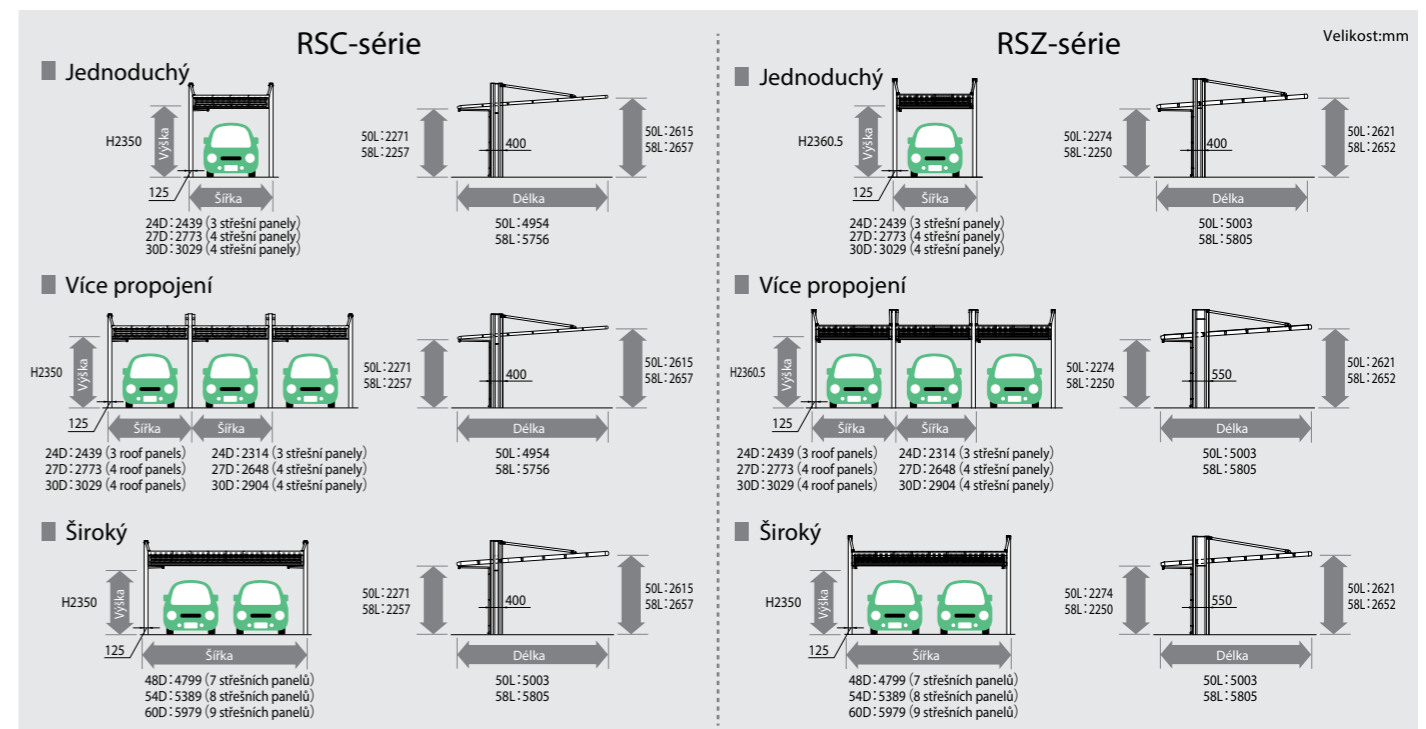 RSC-série
Jednoduchý
H2350
Výška
125
Šířka
24D:2439 (3 střešní panely)
27D:2773 (4 střešní panely)
30D:3029 (4 střešní panely)
50L:2271
58L:2257
400
50L:2615
58L:2657
Délka
50L:4954
58L:5756
Více propojení
H2350
Výška
125
Šířka
Šířka
24D:2439 (3 roof panels)
27D:2773 (4 roof panels)
30D:3029 (4 roof panels)
24D:2314 (3 střešní panely)
27D:2648 (4 střešní panely)
30D:2904 (4 střešní panely)
50L:2271
58L:2257
400
50L:2615
58L:2657
Délka
50L:4954
58L:5756
Široký
H2350
Výška
125
Šířka
48D:4799 (7 střešních panelů)
54D:5389 (8 střešních panelů)
60D:5979 (9 střešních panelů)
50L:2271
58L:2257
400
50L:2615
58L:2657
Délka
50L:5003
58L:5805
RSZ-série
Velikost:mm
Jednoduchý
H2360.5
Výška
125
Šířka
24D:2439 (3 střešní panely)
27D:2773 (4 střešní panely)
30D:3029 (4 střešní panely)
50L:2274
58L:2250
400
50L:2621
58L:2652
Délka
50L:5003
58L:5805
Více propojení
H2360.5
Výška
125
Šířka
Šířka
24D:2439 (3 roof panels)
27D:2773 (4 roof panels)
30D:3029 (4 roof panels)
24D:2314 (3 střešní panely)
27D:2648 (4 střešní panely)
30D:2904 (4 střešní panely)
50L:2274
58L:2250
550
50L:2621
58L:2652
Délka
50L:5003
58L:5805
Široký
H2350
Výška
125
Šířka
48D:4799 (7 střešních panelů)
54D:5389 (8 střešních panelů)
60D:5979 (9 střešních panelů)
50L:2274
58L:2250
550
50L:2621
58L:2652
Délka
50L:5003
58L:5805